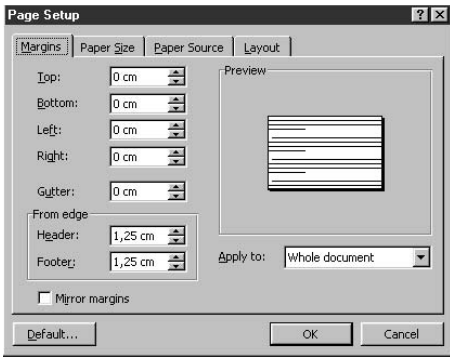 Page Setup
Margins Paper Size Paper Source Layout
Top: 0 cm
Bottom: 0 cm
Left: 0 cm
Right: 0 cm
Gutter: 0 cm
From edge
Header: 1,25 cm
Footer: 1,25 cm
Mirror margins
Preview
Apply to: Whole document
Default... OK Cancel